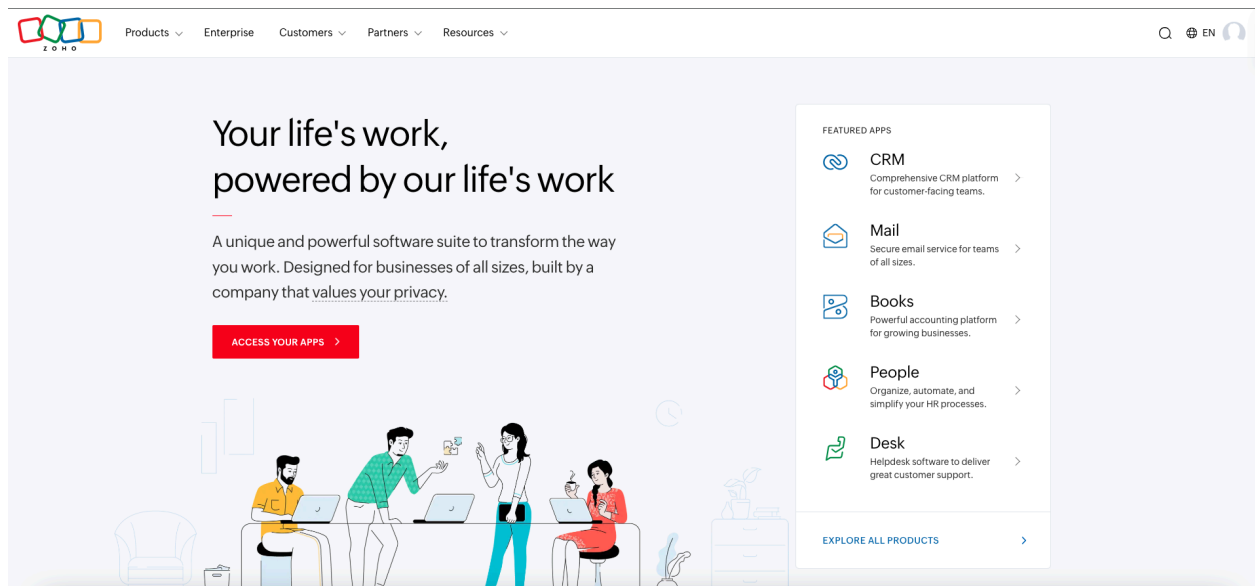 ZOHO
Products
Enterprise
Customers
Partners
Resources
EN
Your life's work,
powered by our life's work
A unique and powerful software suite to transform the way
you work. Designed for businesses of all sizes, built by a
company that values your privacy.
ACCESS YOUR APPS
FEATURED APPS
CRM
Comprehensive CRM platform
for customer-facing teams.
Mail
Secure email service for teams
of all sizes.
Books
Powerful accounting platform
for growing businesses.
People
Organize, automate, and
simplify your HR processes.
Desk
Helpdesk software to deliver
great customer support.
EXPLORE ALL PRODUCTS